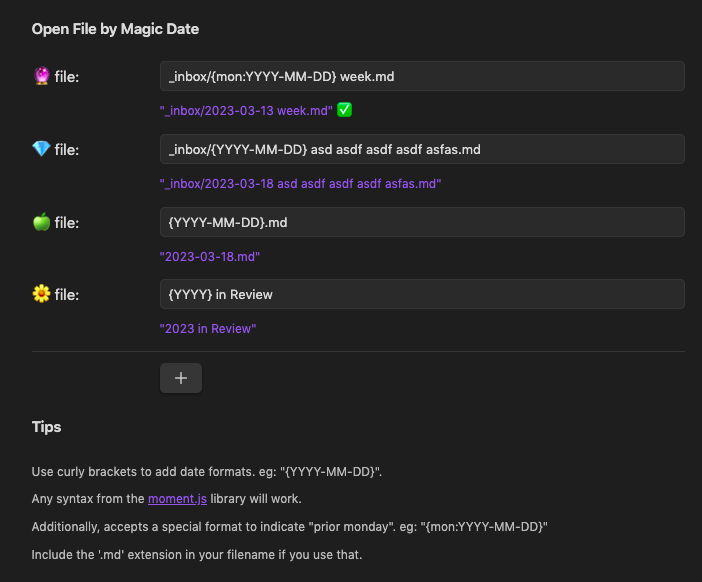 Open File by Magic Date
🔮 file:
_inbox/{mon:YYYY-MM-DD} week.md
"_inbox/2023-03-13 week.md" ✅
💎 file:
_inbox/{YYYY-MM-DD} asd asdf asdf asdf asfas.md
"_inbox/2023-03-18 asd asdf asdf asdf asfas.md"
🍏 file:
{YYYY-MM-DD}.md
"2023-03-18.md"
🌼 file:
{YYYY} in Review
"2023 in Review"
+
Tips
Use curly brackets to add date formats. eg: "{YYYY-MM-DD}".
Any syntax from the moment.js library will work.
Additionally, accepts a special format to indicate "prior monday". eg: "{mon:YYYY-MM-DD}"
Include the '.md' extension in your filename if you use that.